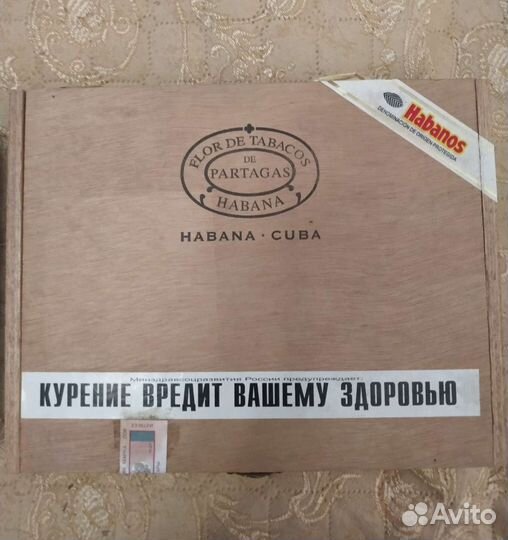 Habanos
DENOMINACION DE ORIGEN PROTEGIDA
FLOR DE TABACOS
DE
PARTAGAS
HABANA
HABANA · CUBA
Минздравсоцразвития России предупреждает:
КУРЕНИЕ ВРЕДИТ ВАШЕМУ ЗДОРОВЬЮ
Avito